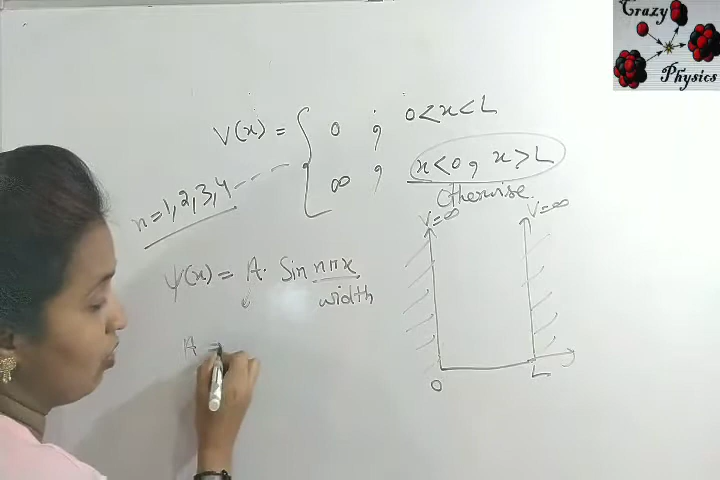 Crazy
Physics
V(x) = { 0 ; 0<x<L
∞ ; x<0, x>L
Otherwise
n=1,2,3,4----
V=∞ V=∞
ψ(x) = A. Sin nπx
width
A =
0 L